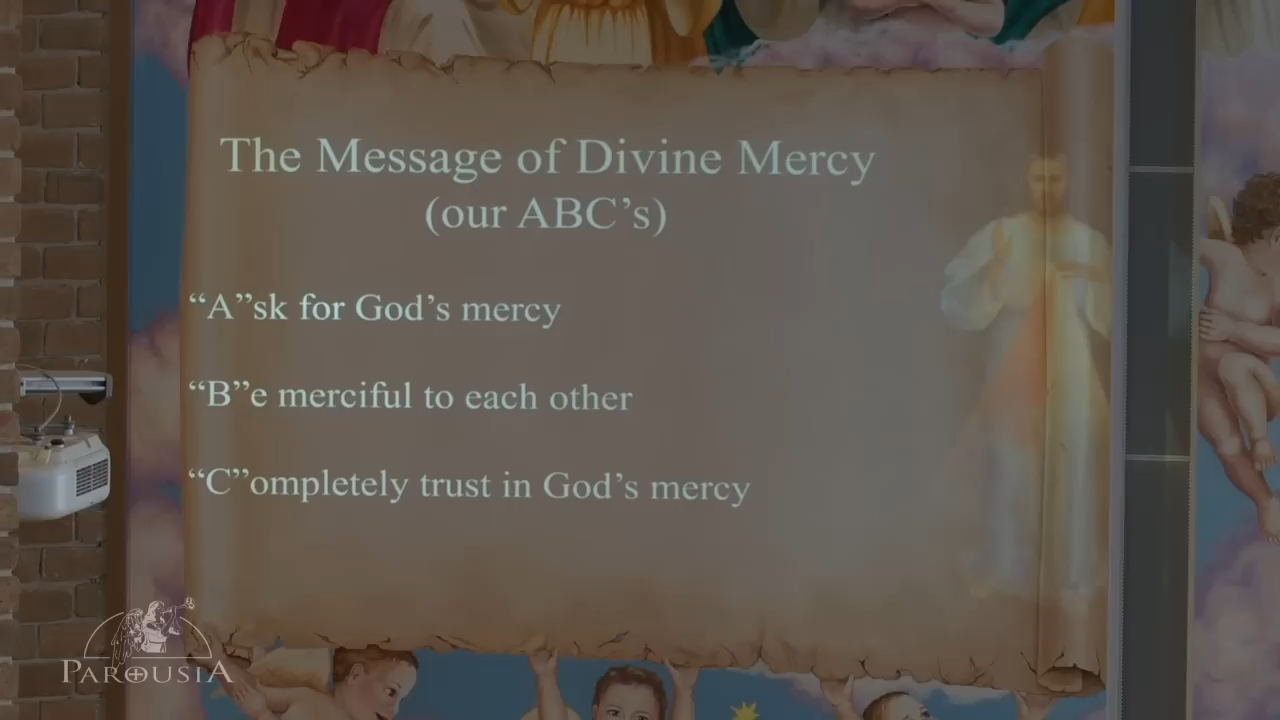 The Message of Divine Mercy
(our ABC’s)
“A”sk for God’s mercy
“B”e merciful to each other
“C”ompletely trust in God’s mercy
PAROUSIA